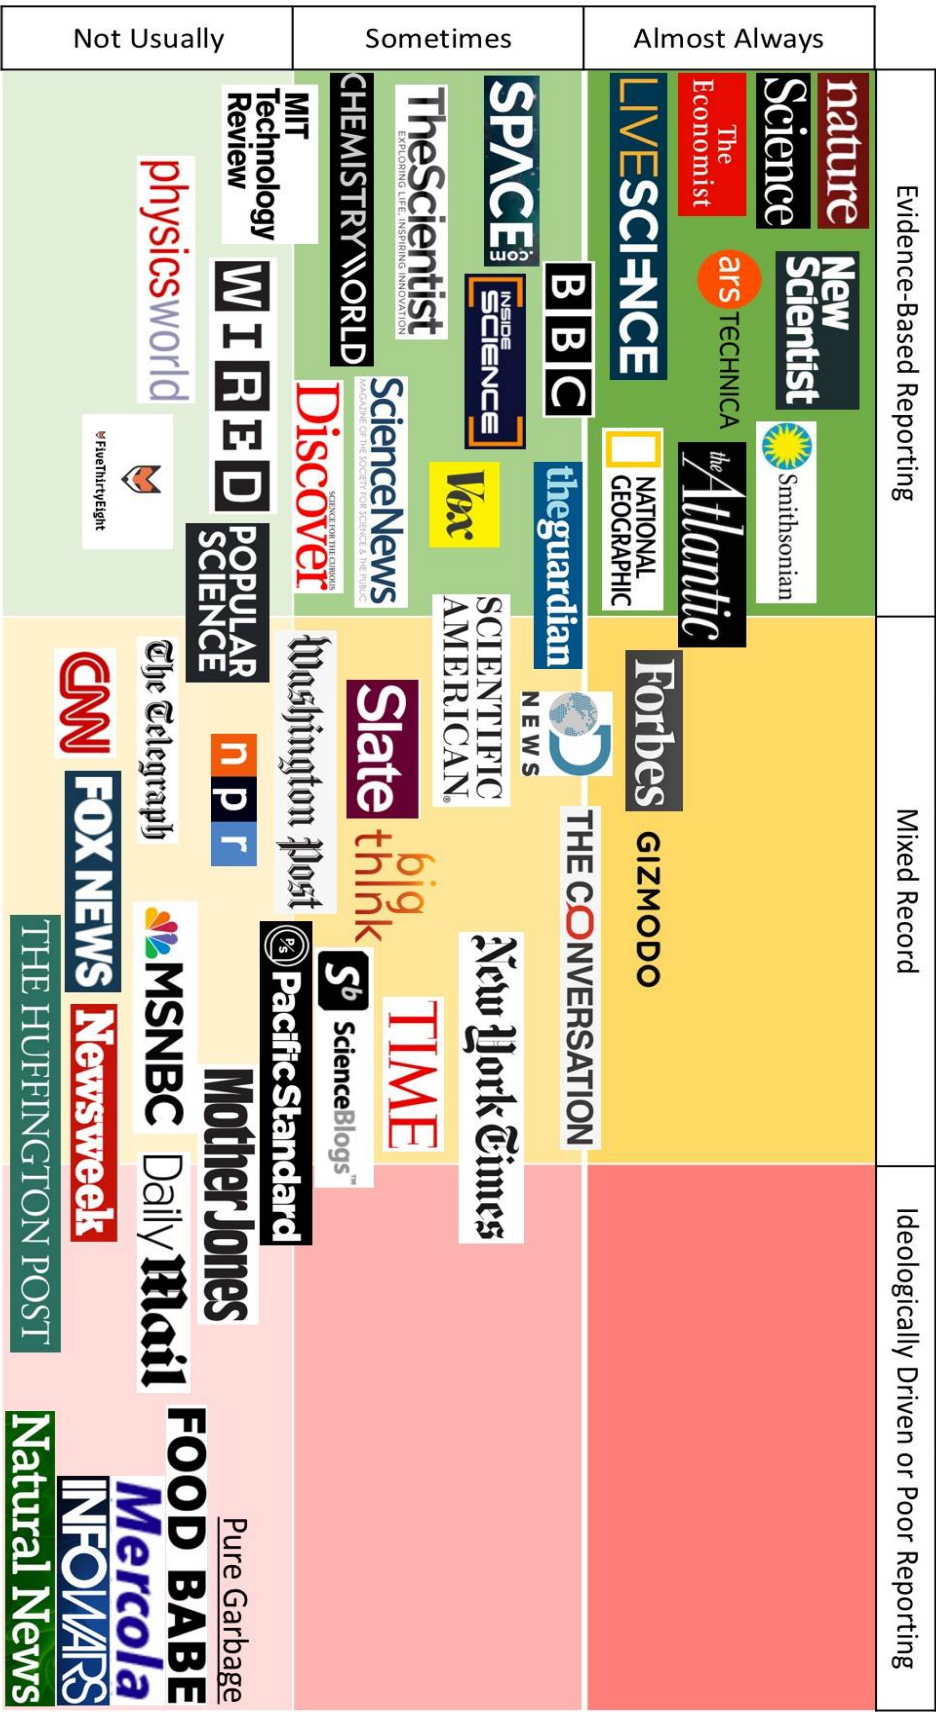 Not Usually
Sometimes
Almost Always
Evidence-Based Reporting
Mixed Record
Ideologically Driven or Poor Reporting
nature
Science
The
Economist
LIVESCIENCE
New
Scientist
ars TECHNICA
Smithsonian
the Atlantic
NATIONAL
GEOGRAPHIC
SPACE.com
BBC
INSIDE
SCIENCE
TheScientist
EXPLORING LIFE, INSPIRING INNOVATION
CHEMISTRY WORLD
theguardian
Vox
ScienceNews
MAGAZINE OF THE SOCIETY FOR SCIENCE & THE PUBLIC
Discover
SCIENCE FOR THE CURIOUS
MIT
Technology
Review
physicsworld
WIRED
FiveThirtyEight
POPULAR
SCIENCE
Forbes
GIZMODO
D
NEWS
THE CONVERSATION
SCIENTIFIC
AMERICAN®
Slate
big
think
New York Times
TIME
Sb ScienceBlogs™
Washington Post
P/s Pacific Standard
The Telegraph
npr
CNN
FOX NEWS
MSNBC
Mother Jones
Newsweek
THE HUFFINGTON POST
Daily Mail
Pure Garbage
FOOD BABE
Mercola
INFOWARS
Natural News